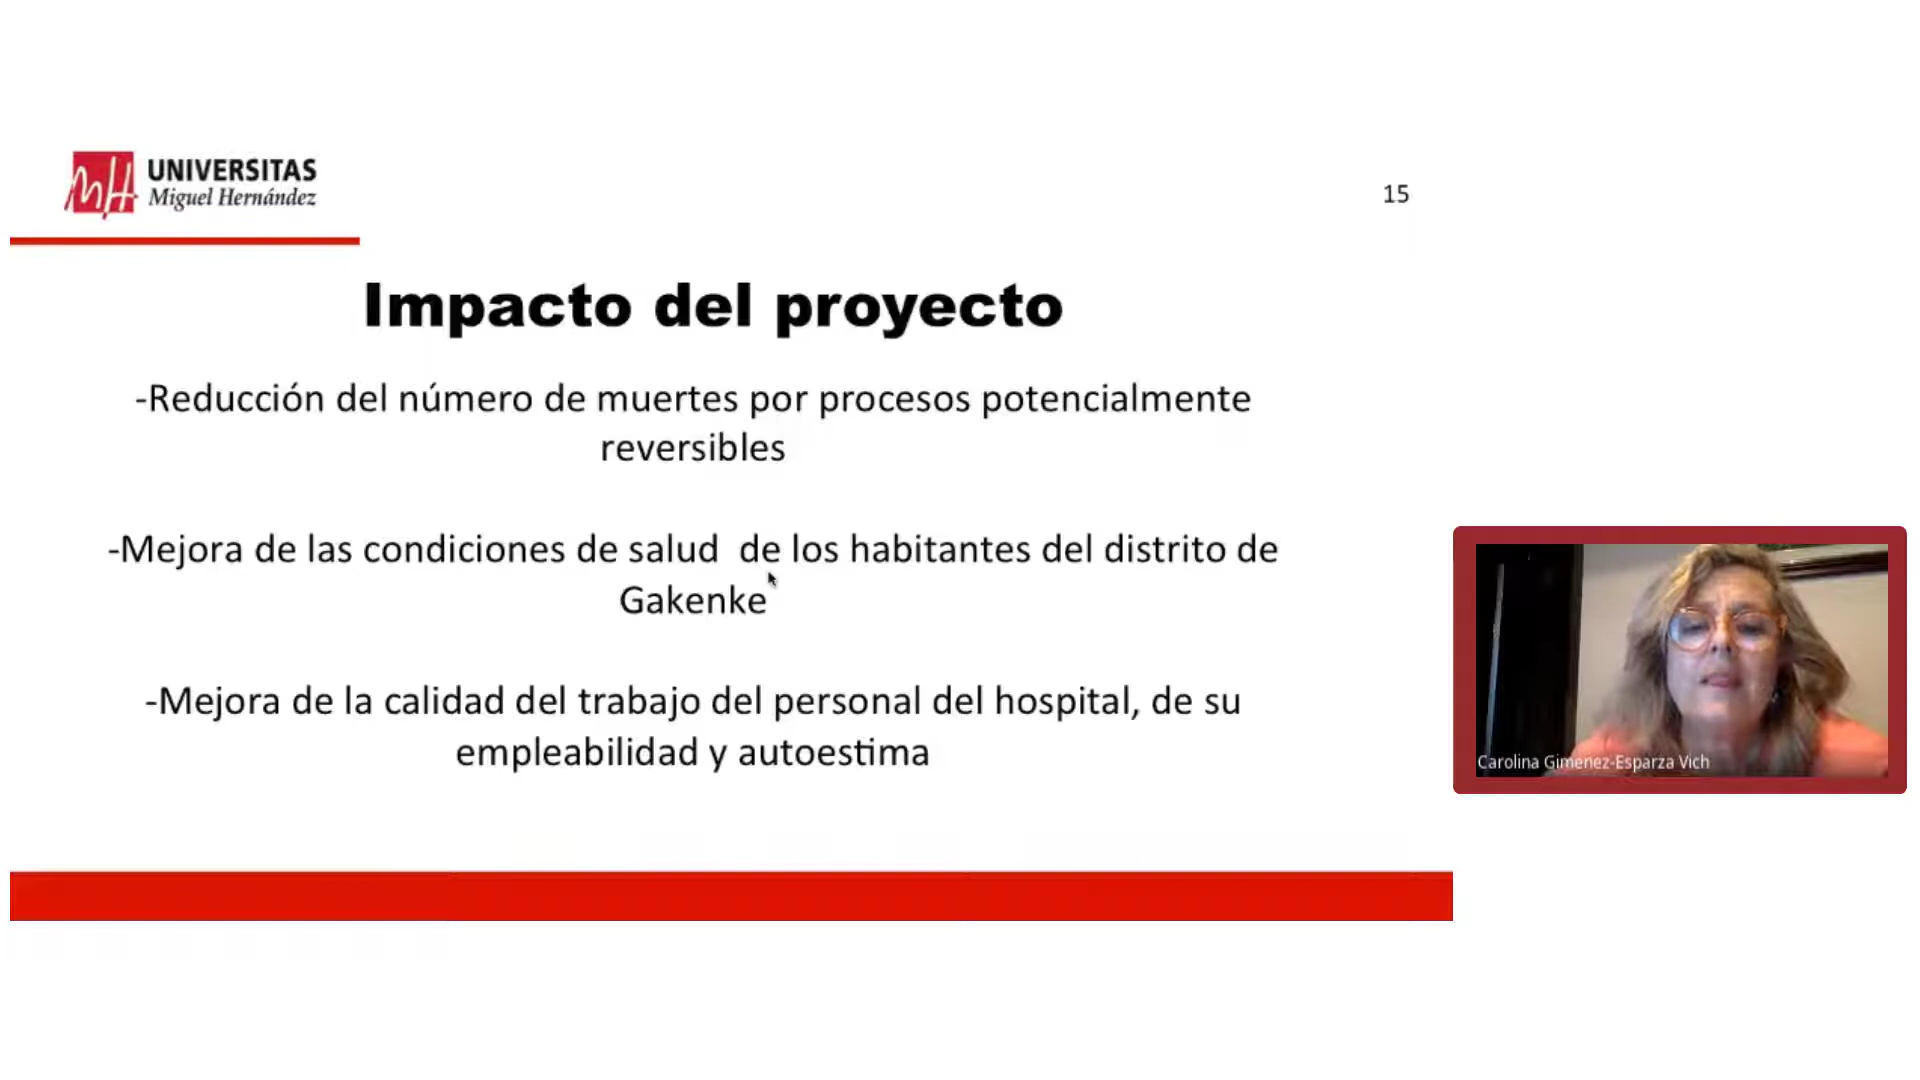 UNIVERSITAS
Miguel Hernández
15
Impacto del proyecto
-Reducción del número de muertes por procesos potencialmente
reversibles
-Mejora de las condiciones de salud  de los habitantes del distrito de
Gakenke
-Mejora de la calidad del trabajo del personal del hospital, de su
empleabilidad y autoestima
Carolina Gimenez-Esparza Vich